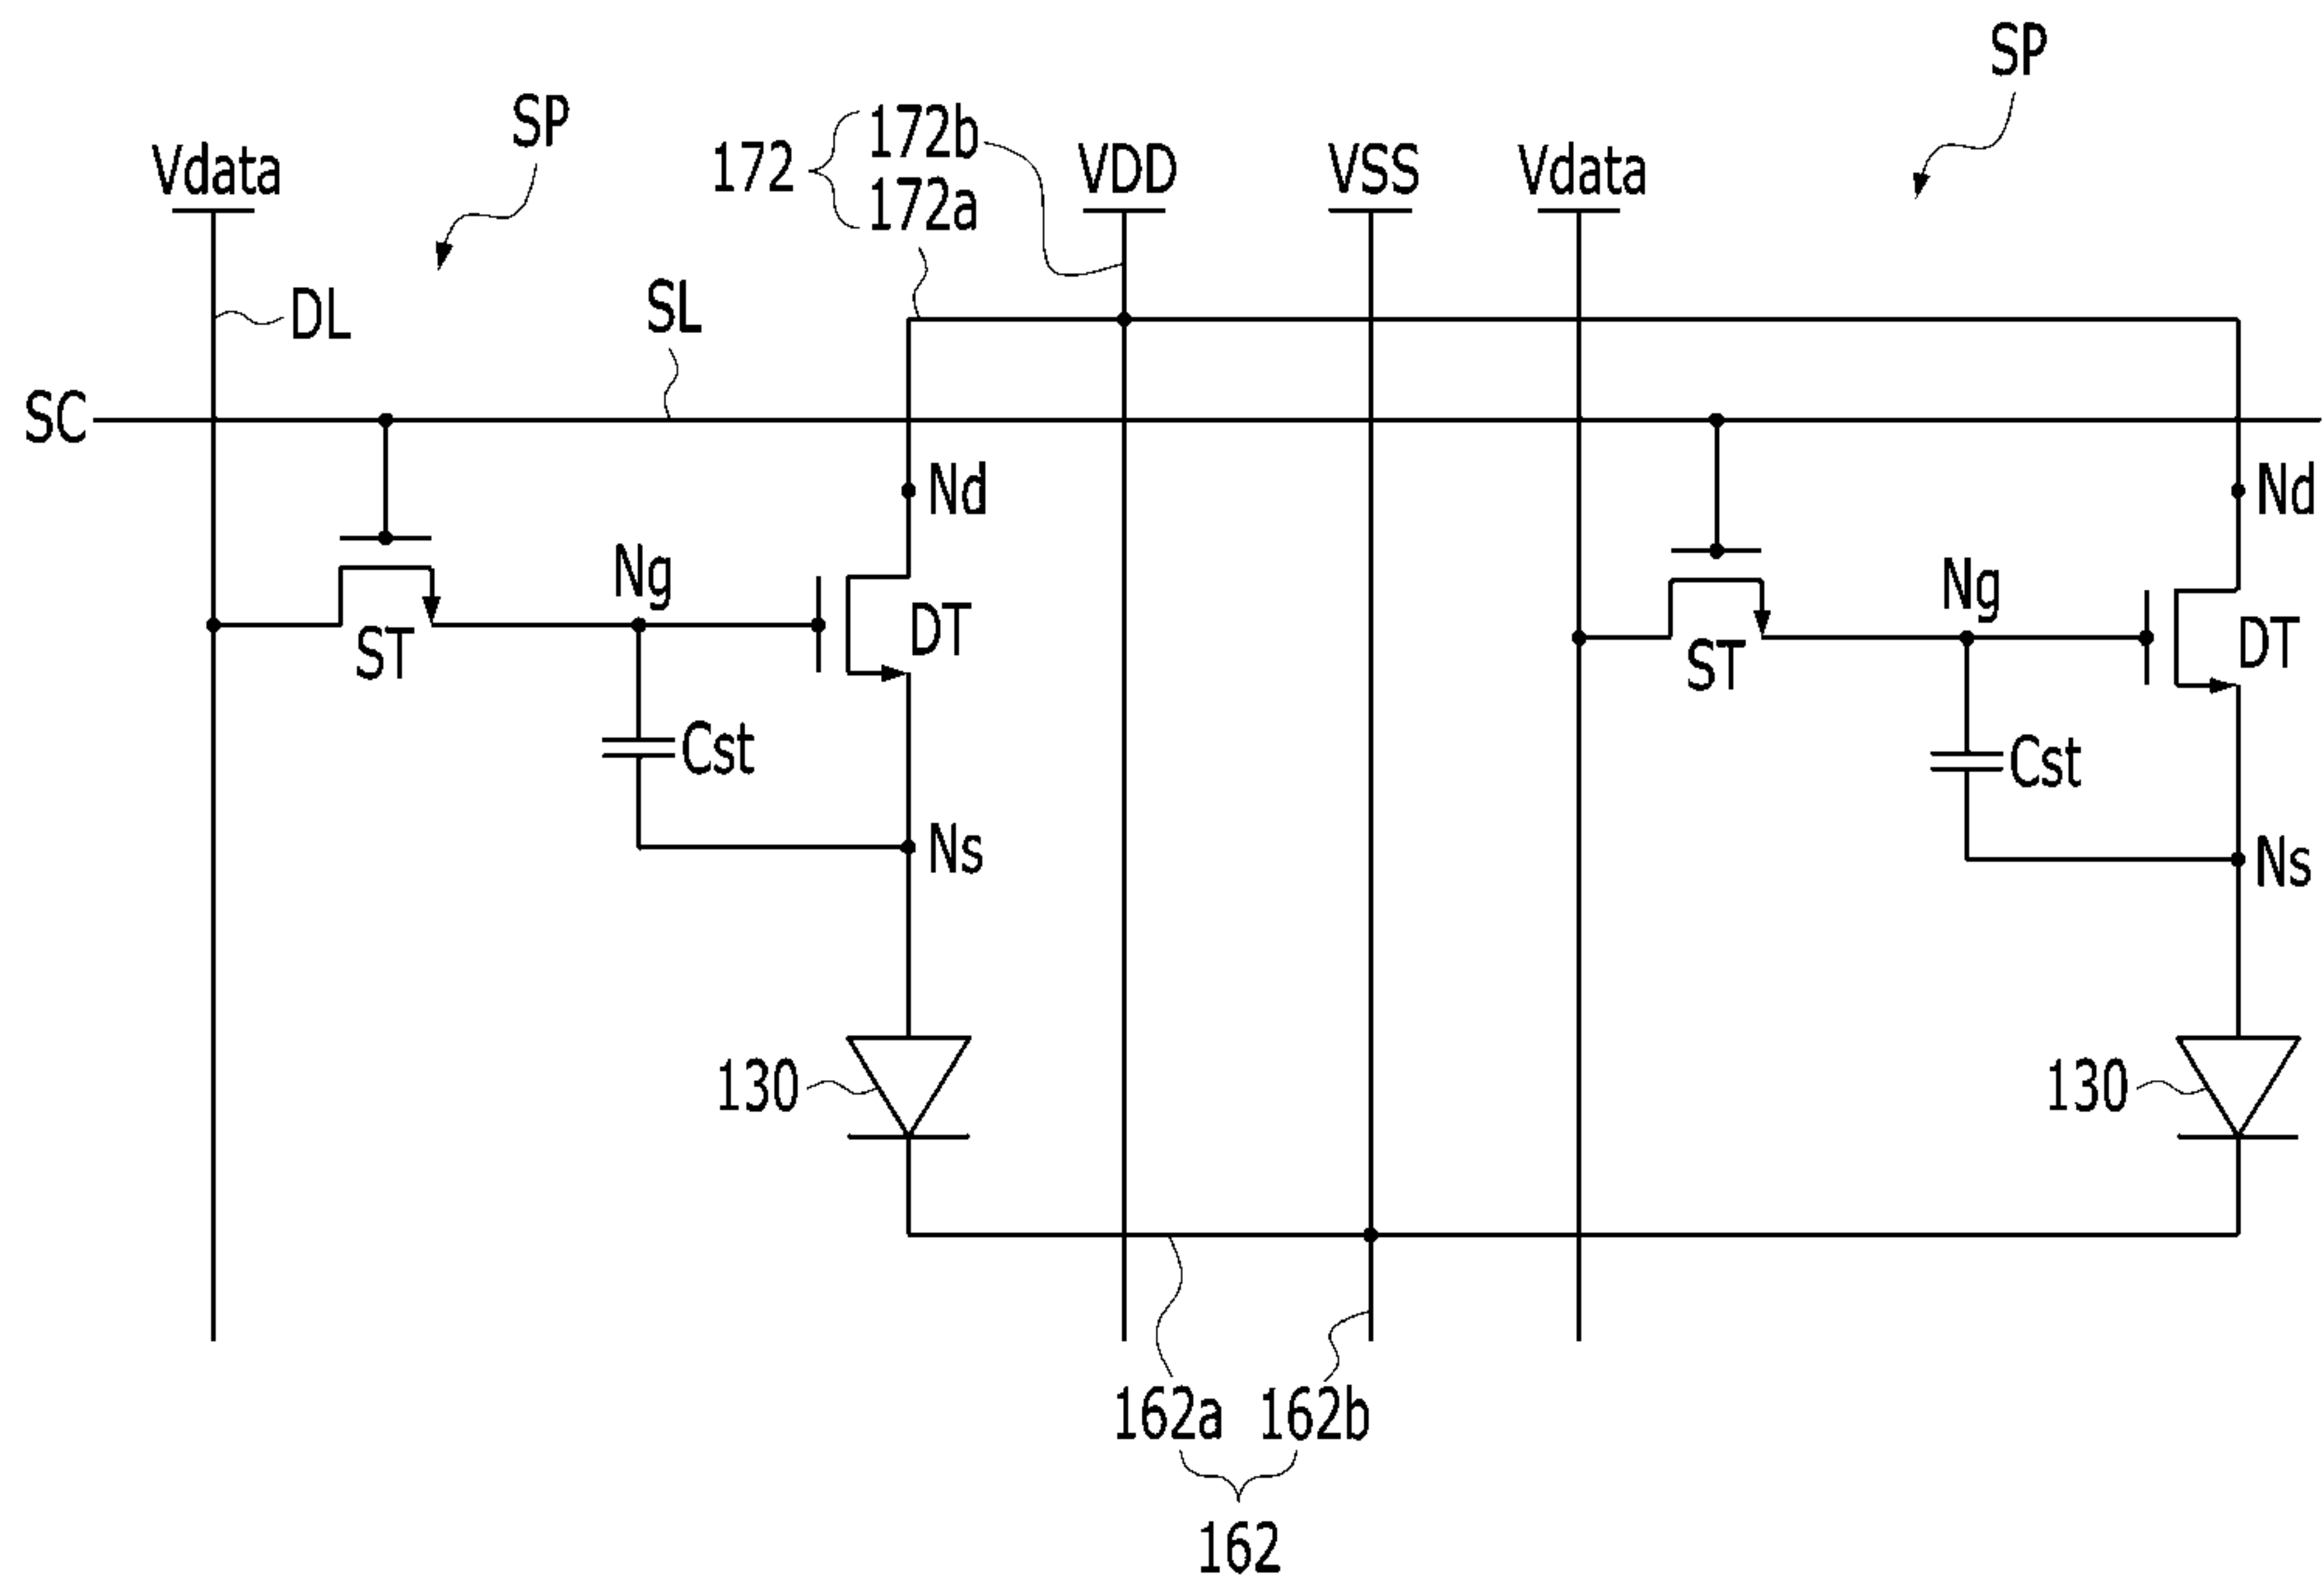 SP
SP
172 172b
172a
Vdata VDD VSS Vdata
DL SL
SC
Nd Nd
Ng Ng
DT DT
ST ST
Cst Cst
Ns Ns
130 130
162a 162b
162